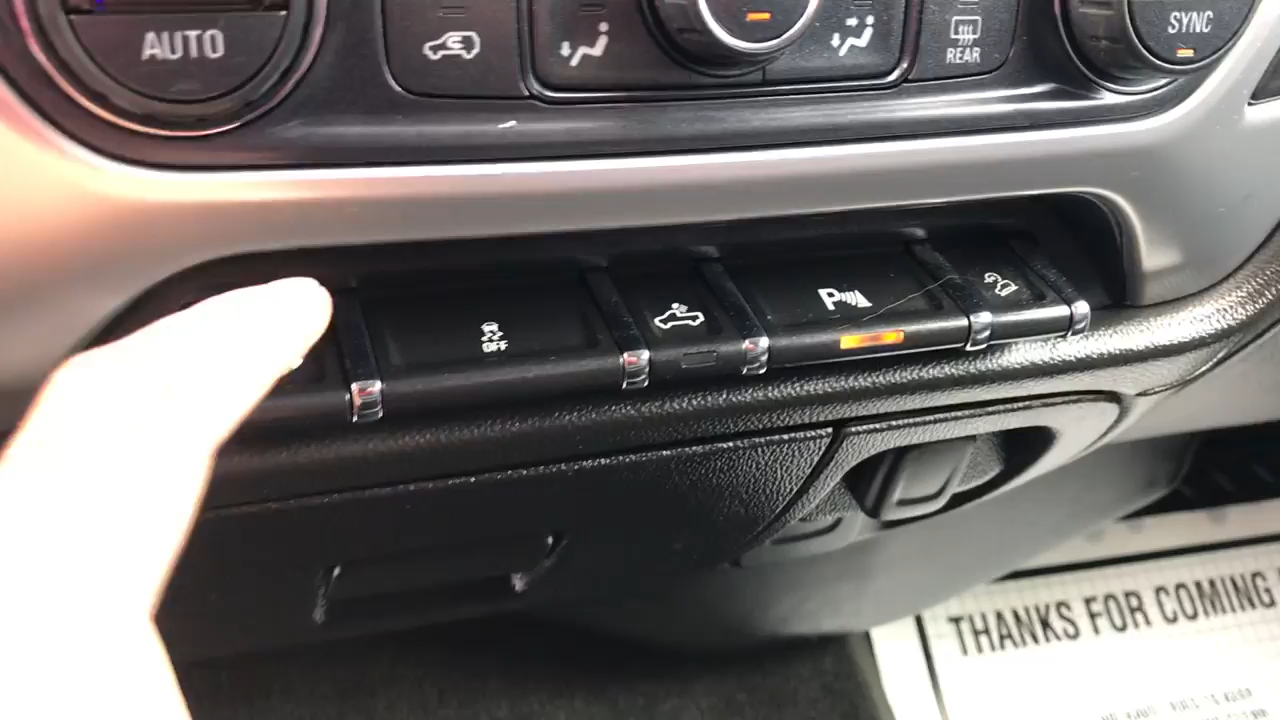 AUTO
REAR
SYNC
OFF
P
THANKS FOR COMING